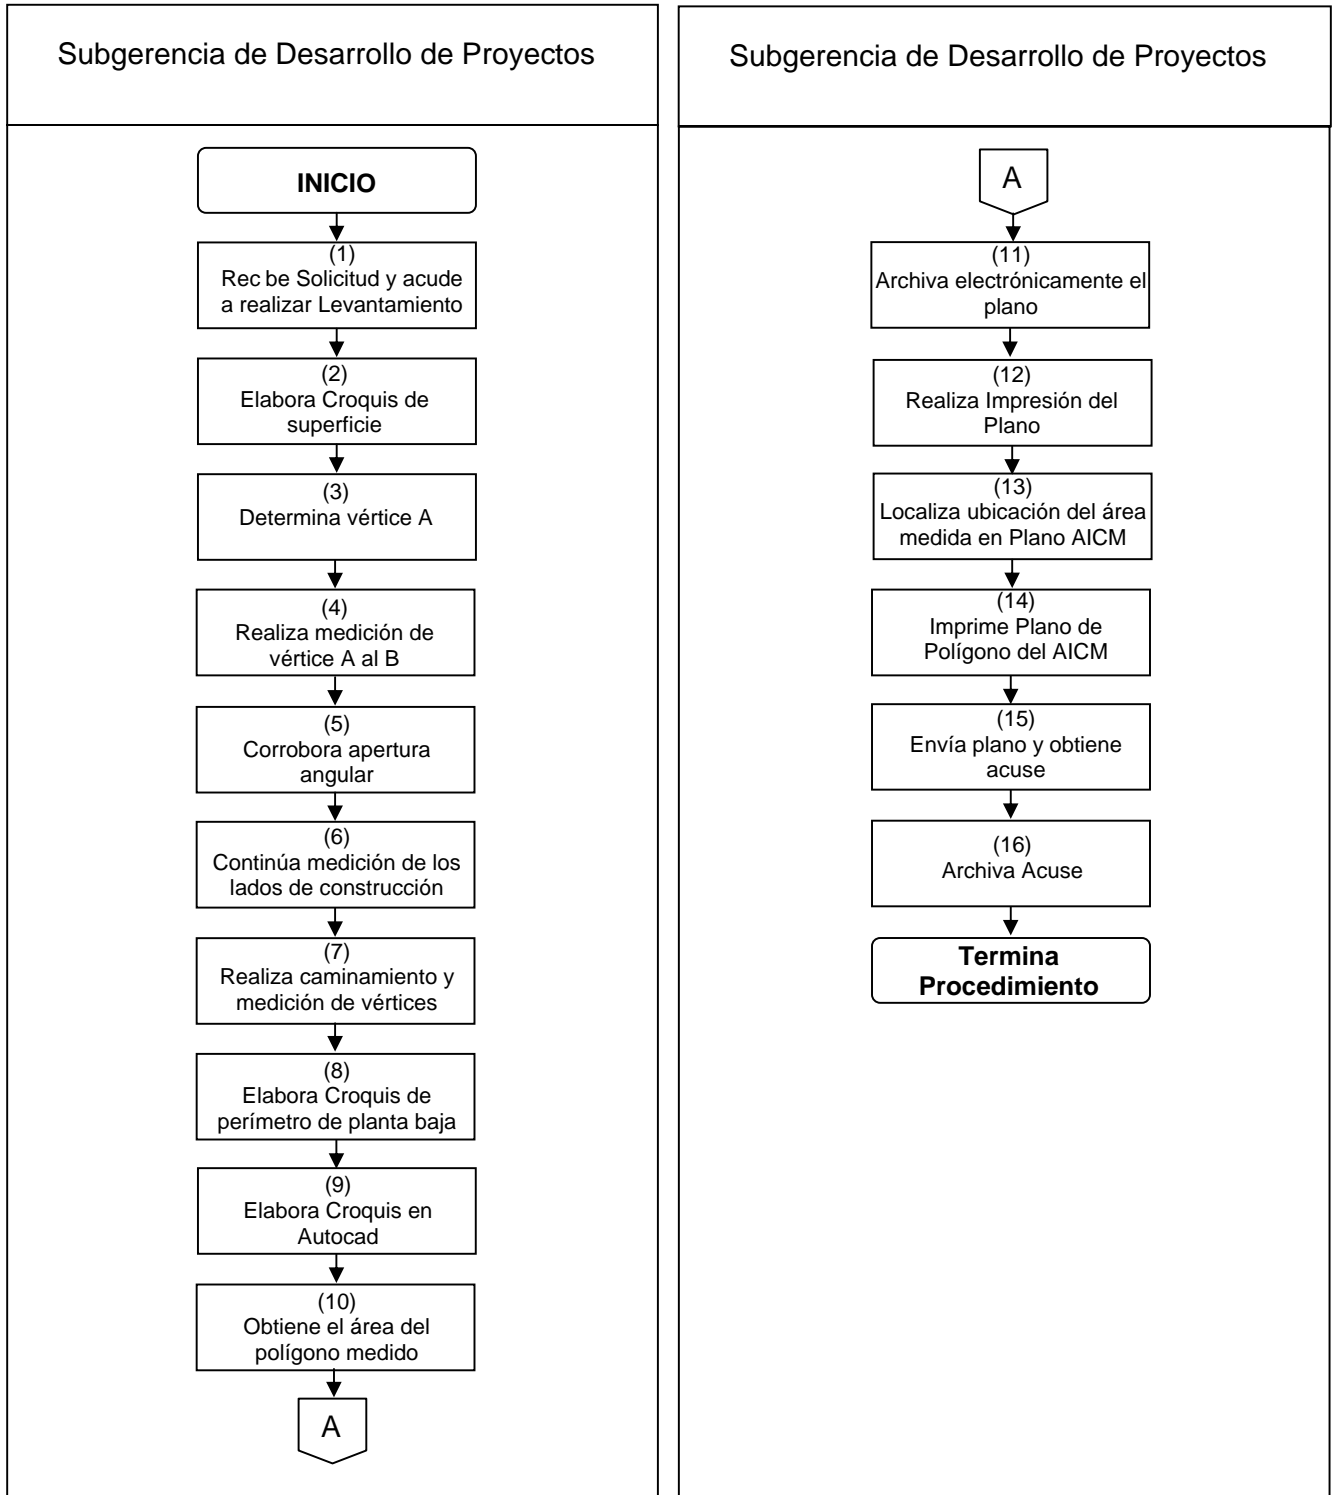 Subgerencia de Desarrollo de Proyectos
INICIO
(1)
Rec be Solicitud y acude
a realizar Levantamiento
(2)
Elabora Croquis de
superficie
(3)
Determina vértice A
(4)
Realiza medición de
vértice A al B
(5)
Corrobora apertura
angular
(6)
Continúa medición de los
lados de construcción
(7)
Realiza caminamiento y
medición de vértices
(8)
Elabora Croquis de
perímetro de planta baja
(9)
Elabora Croquis en
Autocad
(10)
Obtiene el área del
polígono medido
A
Subgerencia de Desarrollo de Proyectos
A
(11)
Archiva electrónicamente el
plano
(12)
Realiza Impresión del
Plano
(13)
Localiza ubicación del área
medida en Plano AICM
(14)
Imprime Plano de
Polígono del AICM
(15)
Envía plano y obtiene
acuse
(16)
Archiva Acuse
Termina
Procedimiento